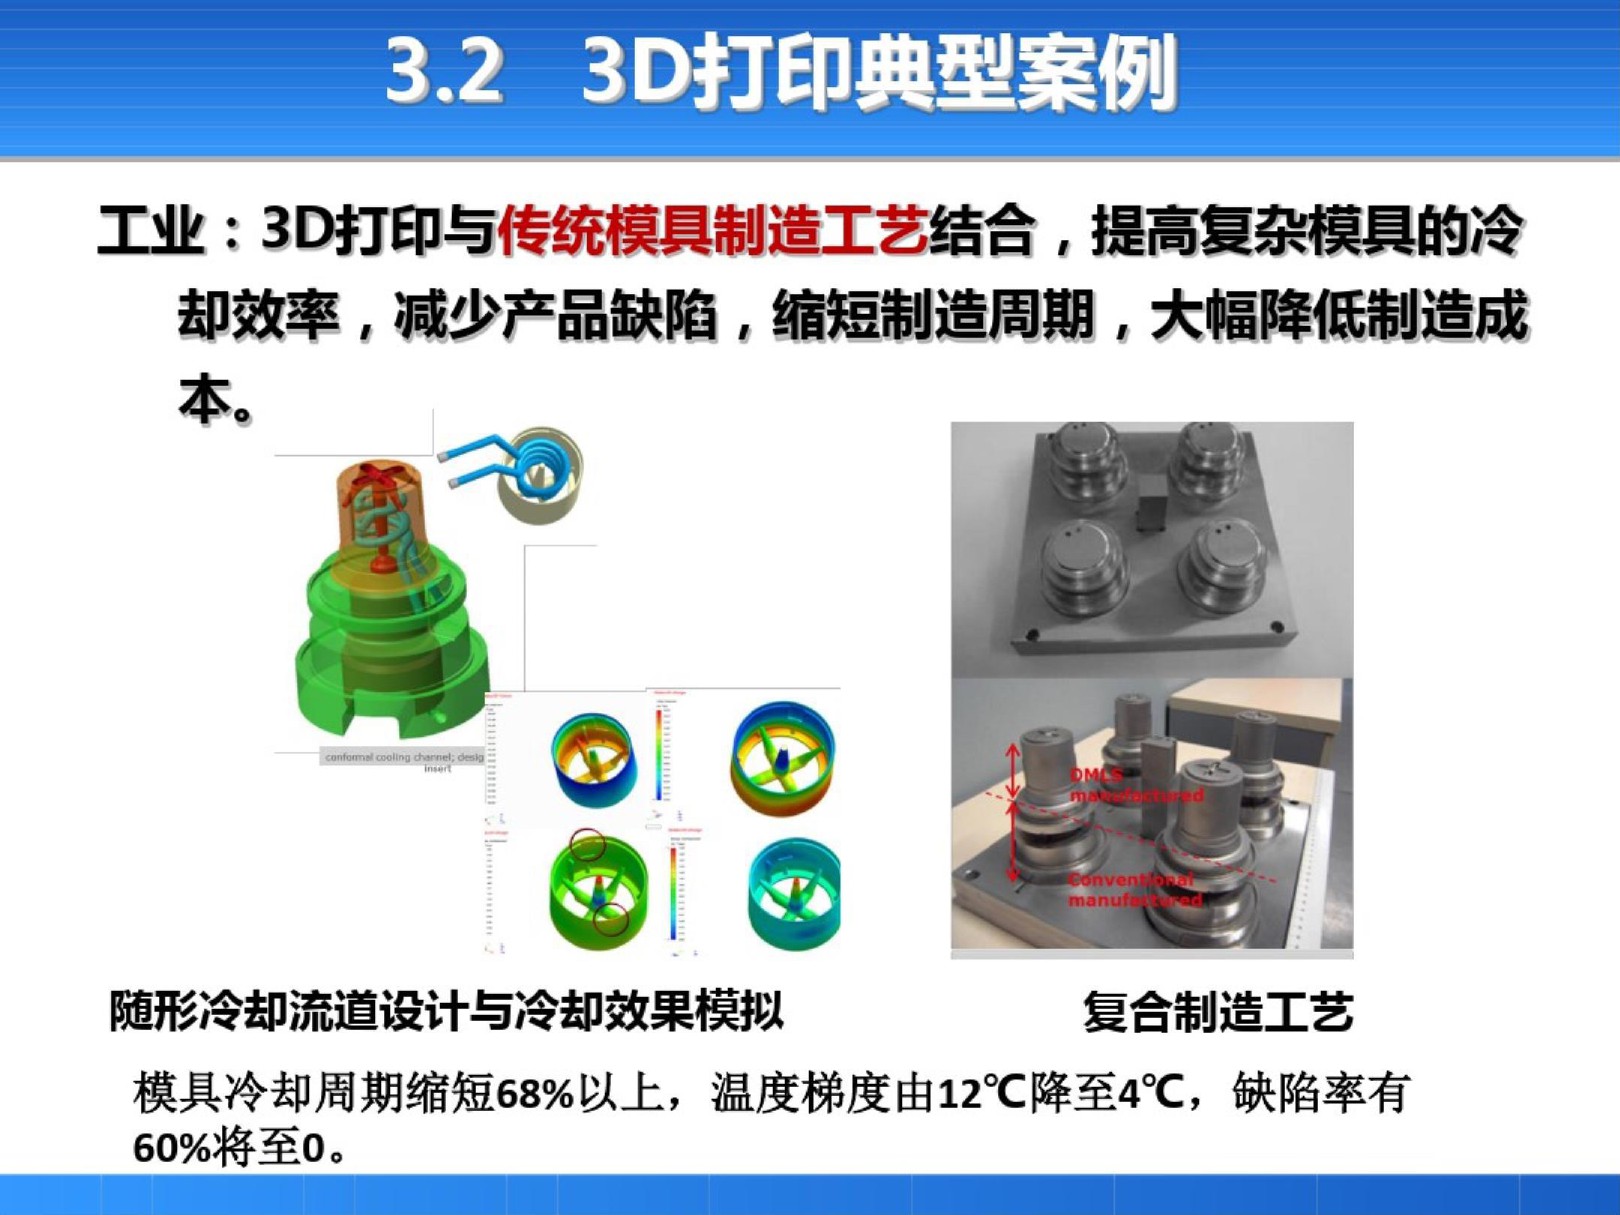 3.2 3D打印典型案例
工业：3D打印与传统模具制造工艺结合，提高复杂模具的冷
却效率，减少产品缺陷，缩短制造周期，大幅降低制造成
本。
conformal cooling channel; desig
insert
DMLS
manufactured
Conventional
manufactured
随形冷却流道设计与冷却效果模拟
复合制造工艺
模具冷却周期缩短68%以上，温度梯度由12℃降至4℃，缺陷率有
60%将至0。